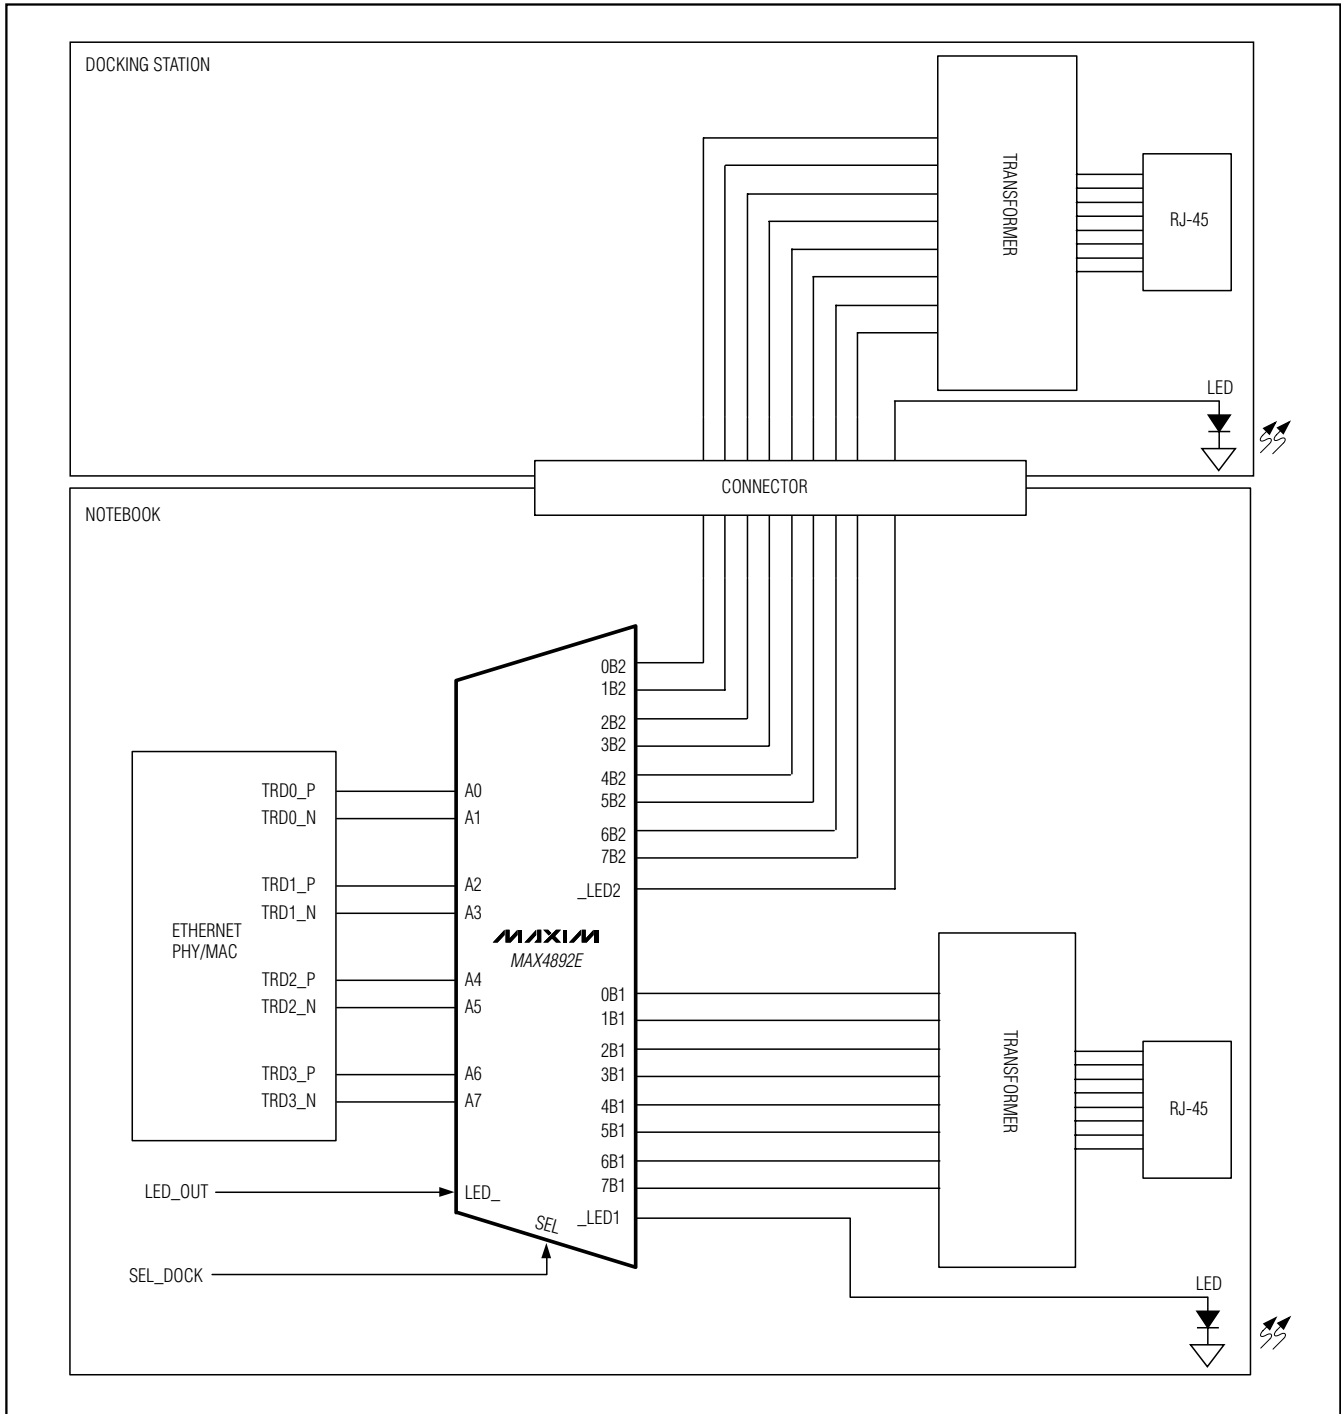 DOCKING STATION
TRANSFORMER
RJ-45
LED
CONNECTOR
NOTEBOOK
0B2
1B2
2B2
3B2
4B2
5B2
6B2
7B2
_LED2
TRD0_P
TRD0_N
TRD1_P
TRD1_N
TRD2_P
TRD2_N
TRD3_P
TRD3_N
ETHERNET
PHY/MAC
A0
A1
A2
A3
A4
A5
A6
A7
MAXIM
MAX4892E
0B1
1B1
2B1
3B1
4B1
5B1
6B1
7B1
_LED1
TRANSFORMER
RJ-45
LED_OUT
LED_
SEL
SEL_DOCK
LED